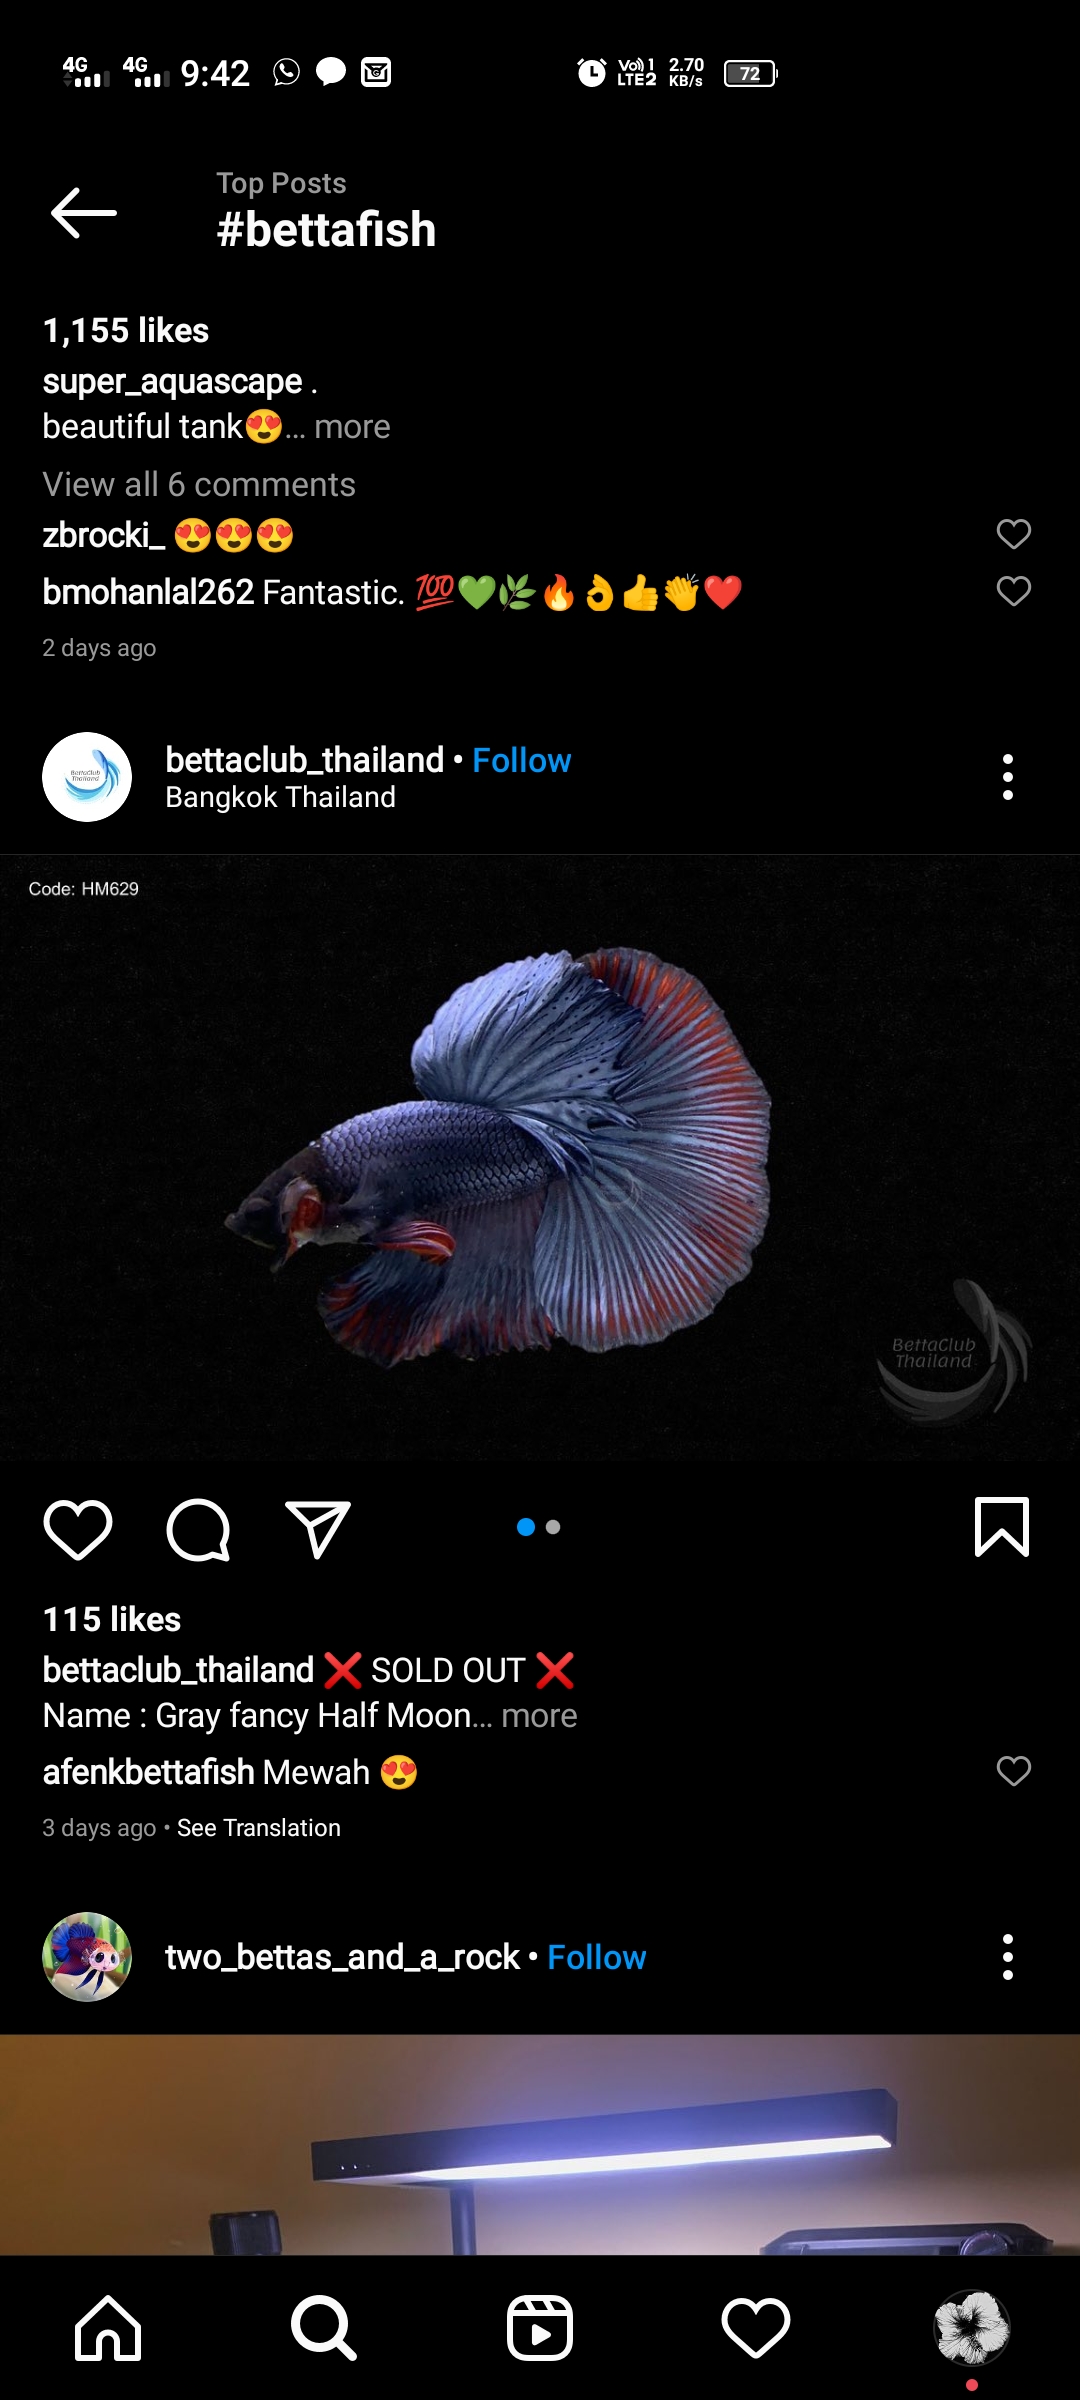 4G 4G 9:42 Vo) 1 LTE2 2.70 KB/s 72
Top Posts
#bettafish
1,155 likes
super_aquascape .
beautiful tank😍... more
View all 6 comments
zbrocki_ 😍😍😍
bmohanlal262 Fantastic. 💯💚🌿🔥👌👍👏❤️
2 days ago
BettaClub
Thailand
bettaclub_thailand • Follow
Bangkok Thailand
Code: HM629
BettaClub
Thailand
115 likes
bettaclub_thailand ❌ SOLD OUT ❌
Name : Gray fancy Half Moon... more
afenkbettafish Mewah 😍
3 days ago • See Translation
two_bettas_and_a_rock • Follow